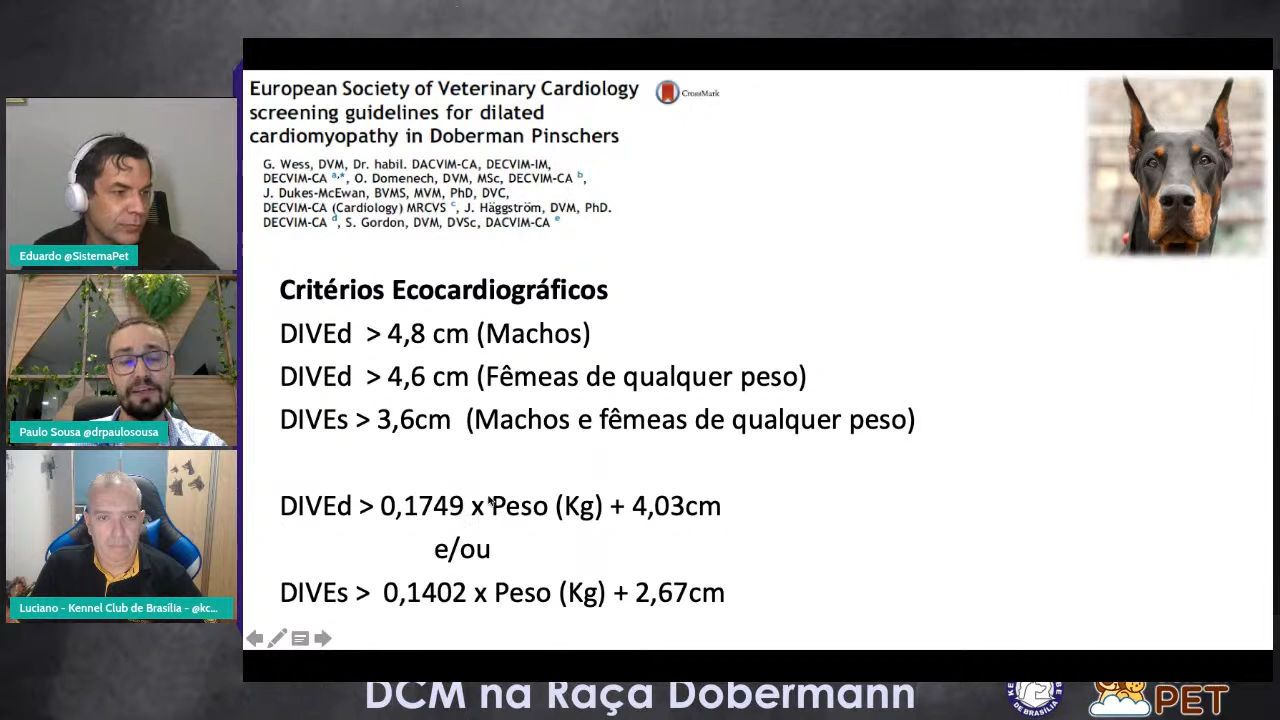 European Society of Veterinary Cardiology
screening guidelines for dilated
cardiomyopathy in Doberman Pinschers
CrossMark
G. Wess, DVM, Dr. habil. DACVIM-CA, DECVIM-IM,
DECVIM-CA a,*, O. Domenech, DVM, MSc, DECVIM-CA b,
J. Dukes-McEwan, BVMS, MVM, PhD, DVC,
DECVIM-CA (Cardiology) MRCVS c, J. Häggström, DVM, PhD.
DECVIM-CA d, S. Gordon, DVM, DVSc, DACVIM-CA e
Critérios Ecocardiográficos
DIVEd > 4,8 cm (Machos)
DIVEd > 4,6 cm (Fêmeas de qualquer peso)
DIVEs > 3,6cm (Machos e fêmeas de qualquer peso)
DIVEd > 0,1749 x Peso (Kg) + 4,03cm
e/ou
DIVEs > 0,1402 x Peso (Kg) + 2,67cm
Eduardo @SistemaPet
Paulo Sousa @drpaulosousa
Luciano - Kennel Club de Brasília - @kc...
DCM na Raça Dobermann
DE BRASÍLIA
PET